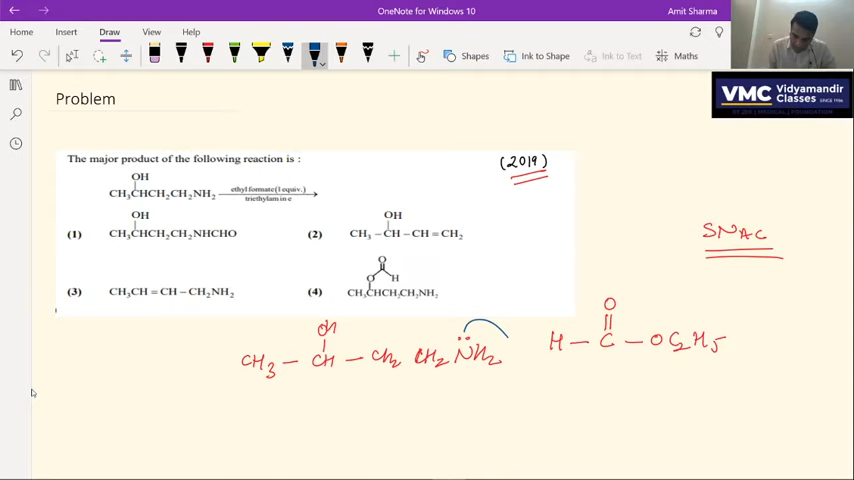 OneNote for Windows 10
Amit Sharma
Home Insert Draw View Help
Shapes Ink to Shape Ink to Text Maths
VMC Vidyamandir Classes SINCE 1986
Problem
The major product of the following reaction is : (2019)
OH
CH₃CHCH₂CH₂NH₂ ethyl formate(1 equiv.)
triethylamine
OH
(1) CH₃CHCH₂CH₂NHCHO
OH
(2) CH₃ – CH – CH = CH₂
(3) CH₃CH = CH – CH₂NH₂
O
O H
(4) CH₃CHCH₂CH₂NH₂
SNAC
OH
CH₃ – CH – CH₂ CH₂ NH₂
O
H – C – O C₂H₅